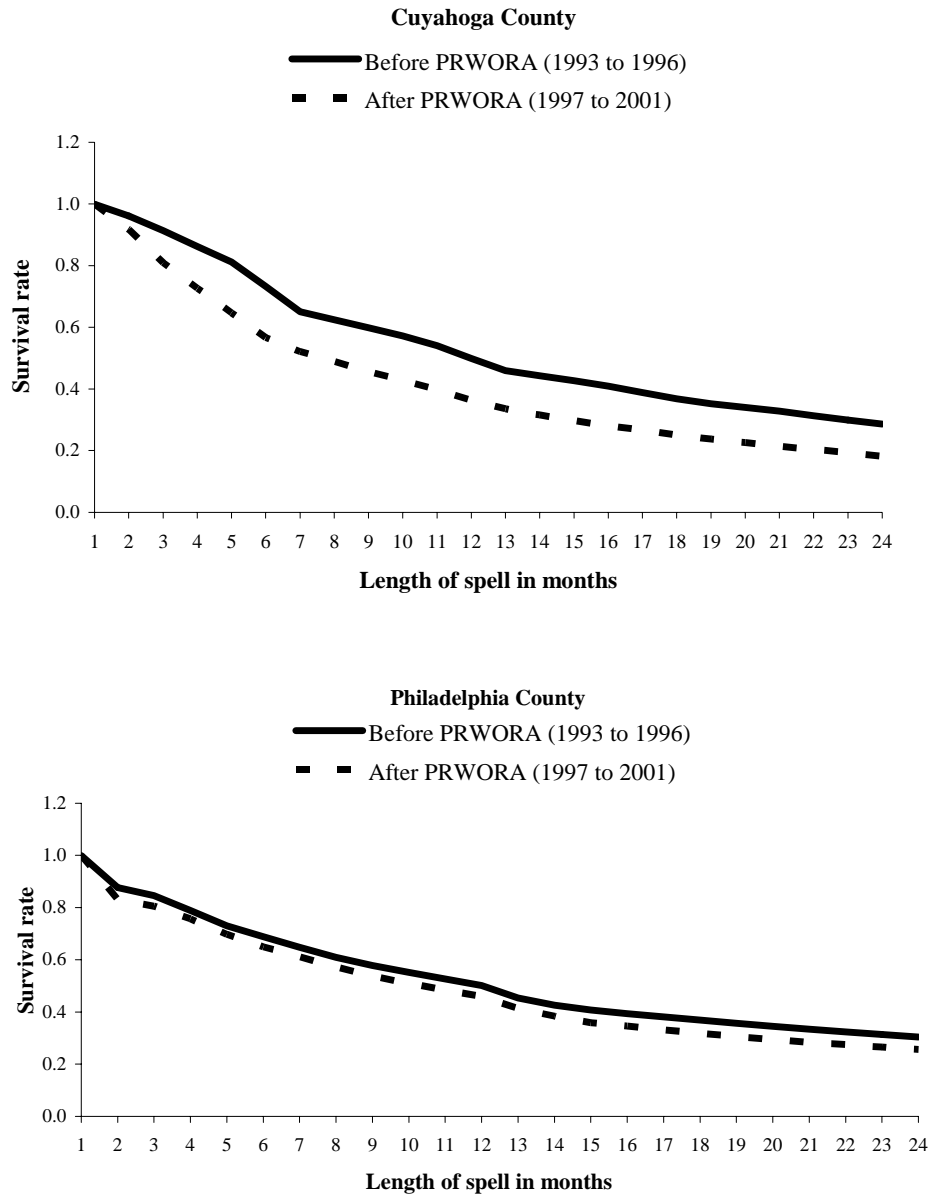 Cuyahoga County
Before PRWORA (1993 to 1996)
After PRWORA (1997 to 2001)
1.2
1.0
0.8
0.6
0.4
0.2
0.0
Survival rate
1 2 3 4 5 6 7 8 9 10 11 12 13 14 15 16 17 18 19 20 21 22 23 24
Length of spell in months
Philadelphia County
Before PRWORA (1993 to 1996)
After PRWORA (1997 to 2001)
1.2
1.0
0.8
0.6
0.4
0.2
0.0
Survival rate
1 2 3 4 5 6 7 8 9 10 11 12 13 14 15 16 17 18 19 20 21 22 23 24
Length of spell in months